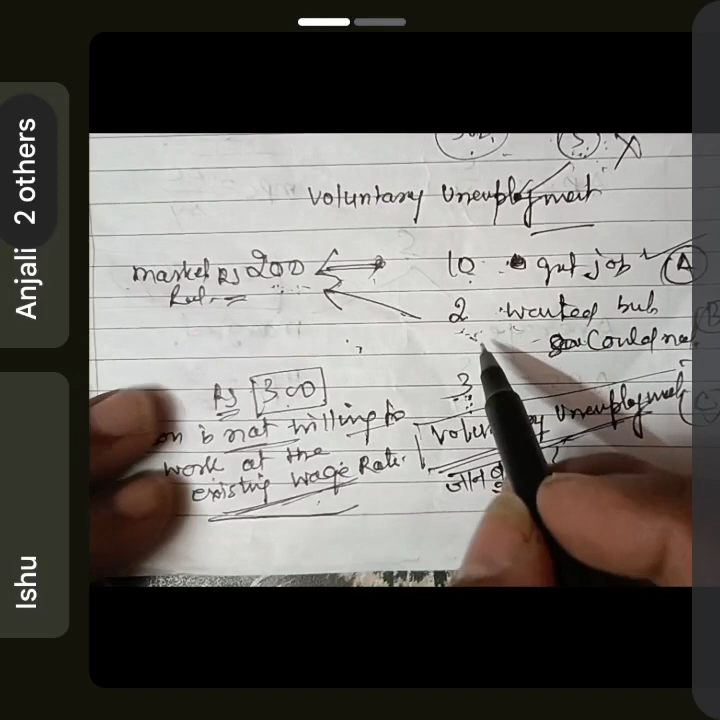 Anjali 2 others
Ishu
Voluntary Unemployment
market Rs 200
10 got job A
2 wanted but
Could not
Rs 300
3
is not willing to
Voluntary Unemployment
work at the
existing wage Rate.
जान